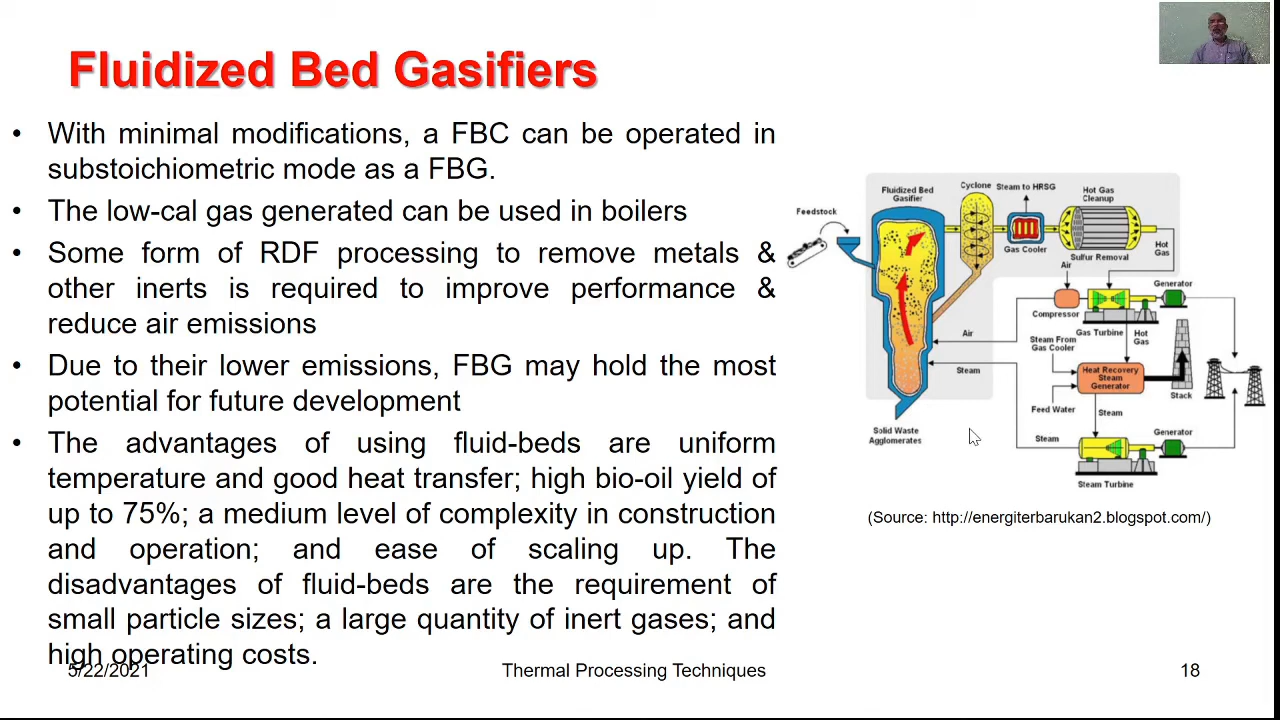 Fluidized Bed Gasifiers
• With minimal modifications, a FBC can be operated in
substoichiometric mode as a FBG.
• The low-cal gas generated can be used in boilers
• Some form of RDF processing to remove metals &
other inerts is required to improve performance &
reduce air emissions
• Due to their lower emissions, FBG may hold the most
potential for future development
• The advantages of using fluid-beds are uniform
temperature and good heat transfer; high bio-oil yield of
up to 75%; a medium level of complexity in construction
and operation; and ease of scaling up. The
disadvantages of fluid-beds are the requirement of
small particle sizes; a large quantity of inert gases; and
high operating costs.
Feedstock
Fluidized Bed
Gasifier
Cyclone
Steam to HRSG
Hot Gas
Cleanup
Gas Cooler
Sulfur Removal
Hot
Gas
Air
Compressor
Generator
Gas Turbine
Hot
Gas
Air
Steam From
Gas Cooler
Steam
Heat Recovery
Steam
Generator
Stack
Feed Water
Steam
Solid Waste
Agglomerates
Steam
Generator
Steam Turbine
(Source: http://energiterbarukan2.blogspot.com/)
5/22/2021
Thermal Processing Techniques
18